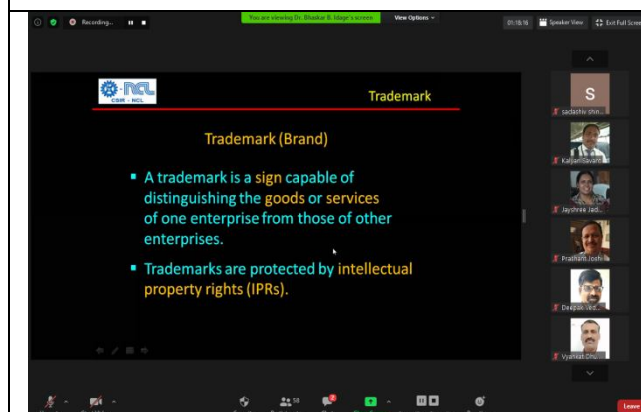 Recording...
You are viewing Dr. Bhaskar B. Idage's screen
View Options
01:18:16
Speaker View
Exit Full Screen
NCL
CSIR - NCL
Trademark
Trademark (Brand)
▪ A trademark is a sign capable of
distinguishing the goods or services
of one enterprise from those of other
enterprises.
▪ Trademarks are protected by intellectual
property rights (IPRs).
S
sadashiv shin...
Kalyan Savant
Jayshree Jad...
Prashant Joshi
Deepak Ved...
Vyankat
58
2
Leave